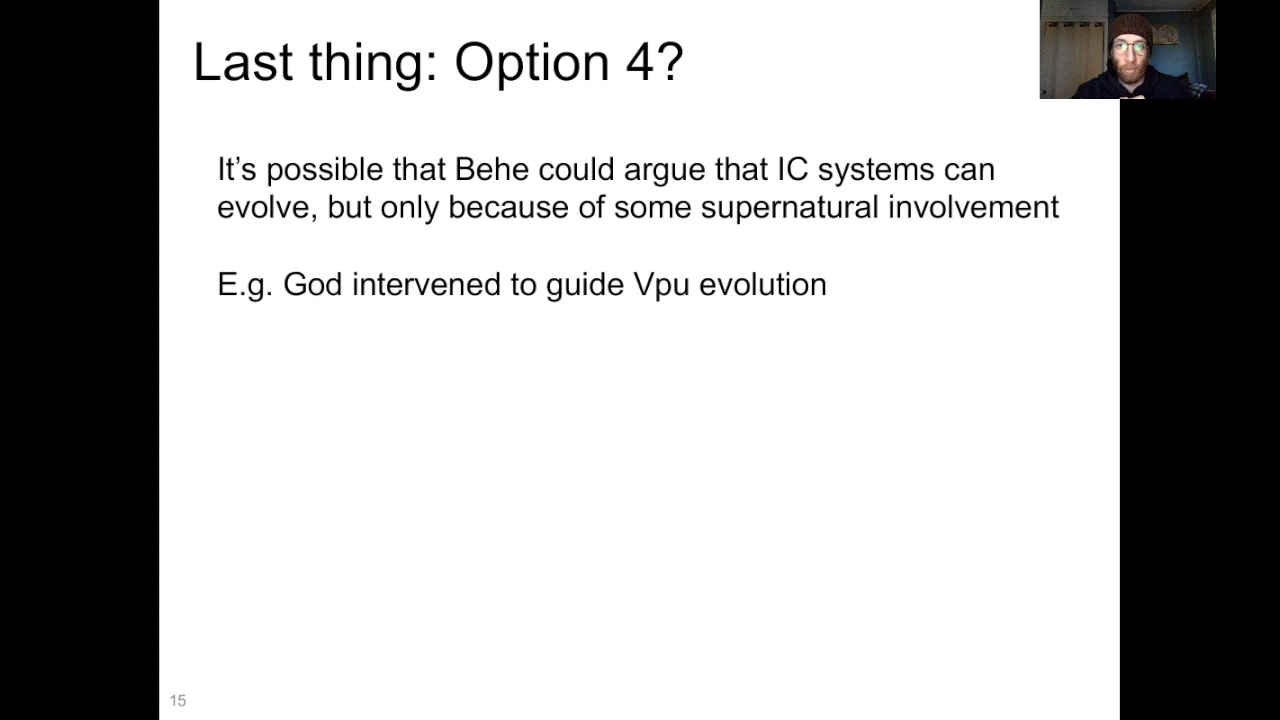 Last thing: Option 4?
It’s possible that Behe could argue that IC systems can
evolve, but only because of some supernatural involvement
E.g. God intervened to guide Vpu evolution
15